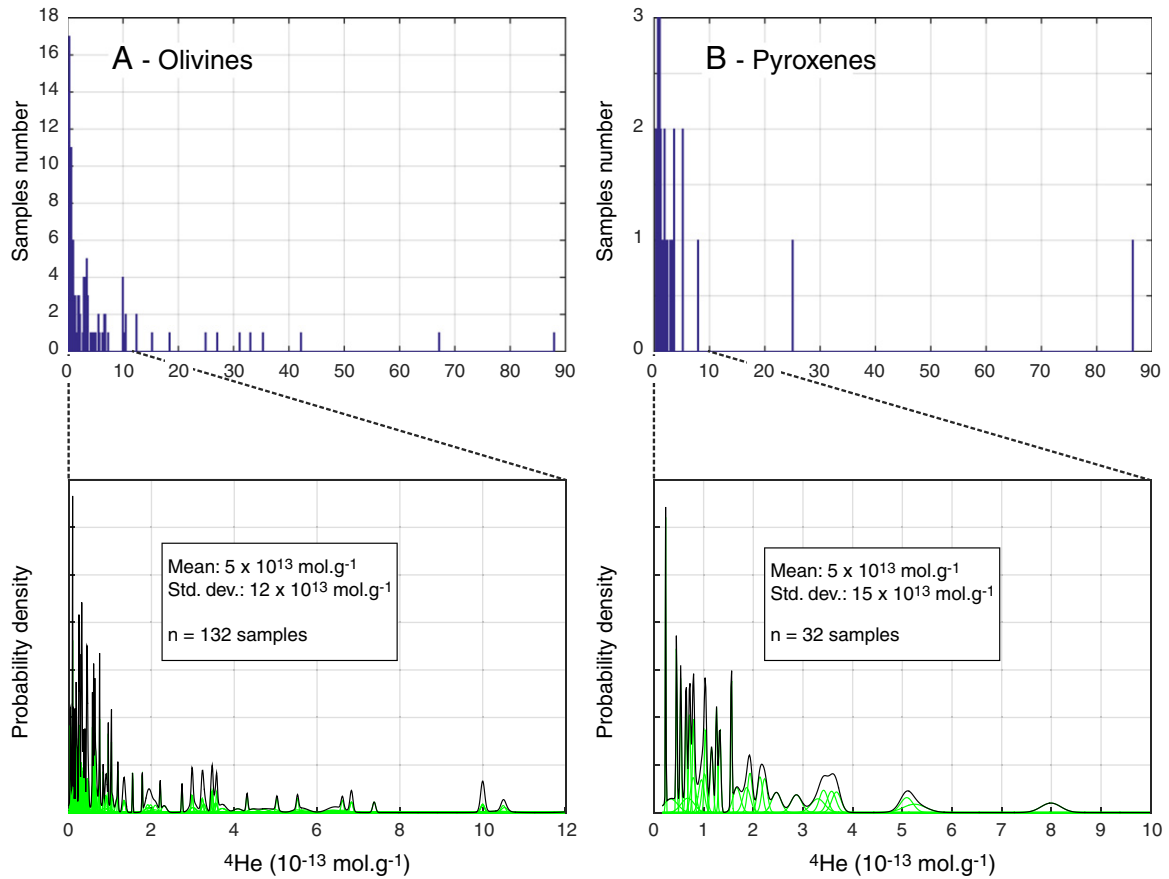 A - Olivines
Samples number
18
16
14
12
10
8
6
4
2
0
0 10 20 30 40 50 60 70 80 90
B - Pyroxenes
Samples number
3
2
1
0
0 10 20 30 40 50 60 70 80 90
Probability density
Mean: 5 x 10¹³ mol.g⁻¹
Std. dev.: 12 x 10¹³ mol.g⁻¹
n = 132 samples
0 2 4 6 8 10 12
⁴He (10⁻¹³ mol.g⁻¹)
Probability density
Mean: 5 x 10¹³ mol.g⁻¹
Std. dev.: 15 x 10¹³ mol.g⁻¹
n = 32 samples
0 1 2 3 4 5 6 7 8 9 10
⁴He (10⁻¹³ mol.g⁻¹)